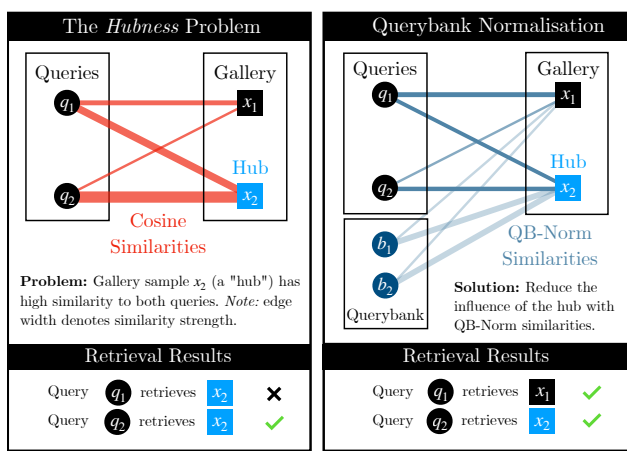 The Hubness Problem
Queries
Gallery
q1
x1
Hub
q2
x2
Cosine
Similarities
Problem: Gallery sample x2 (a "hub") has
high similarity to both queries. Note: edge
width denotes similarity strength.
Retrieval Results
Query q1 retrieves x2
Query q2 retrieves x2
Querybank Normalisation
Queries
Gallery
q1
x1
Hub
q2
x2
b1
QB-Norm
Similarities
b2
Querybank
Solution: Reduce the
influence of the hub with
QB-Norm similarities.
Retrieval Results
Query q1 retrieves x1
Query q2 retrieves x2